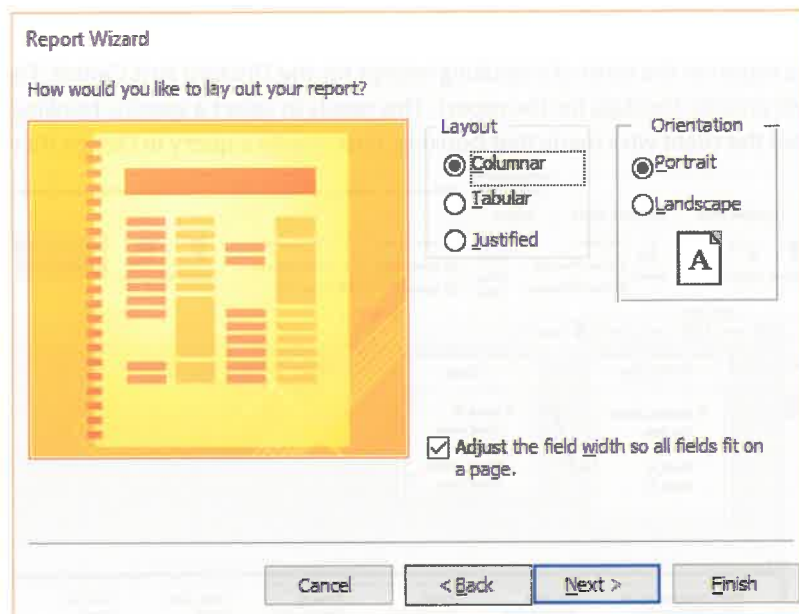 Report Wizard
How would you like to lay out your report?
Layout
Columnar
Tabular
Justified
Orientation
Portrait
Landscape
A
Adjust the field width so all fields fit on
a page.
Cancel
< Back
Next >
Finish